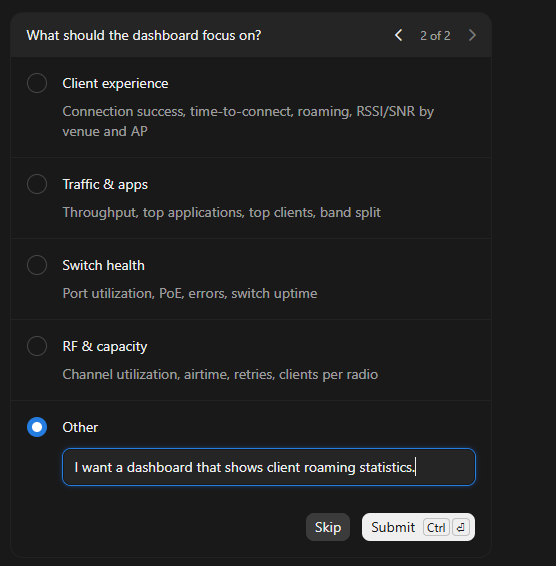 What should the dashboard focus on?
2 of 2
Client experience
Connection success, time-to-connect, roaming, RSSI/SNR by
venue and AP
Traffic & apps
Throughput, top applications, top clients, band split
Switch health
Port utilization, PoE, errors, switch uptime
RF & capacity
Channel utilization, airtime, retries, clients per radio
Other
I want a dashboard that shows client roaming statistics.
Skip
Submit Ctrl ⏎